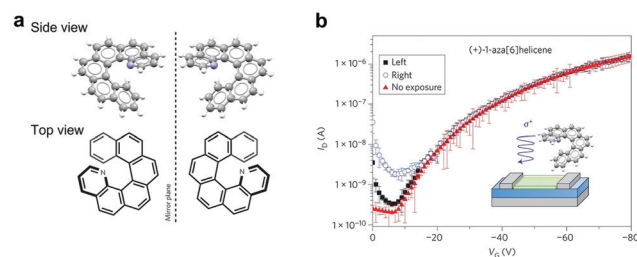 a
Side view
Top view
N
N
Mirror plane
b
(+)-1-aza[6]helicene
Left
Right
No exposure
σ⁺
I_D (A)
1 × 10⁻⁶
1 × 10⁻⁷
1 × 10⁻⁸
1 × 10⁻⁹
1 × 10⁻¹⁰
0
−20
−40
−60
−80
V_G (V)